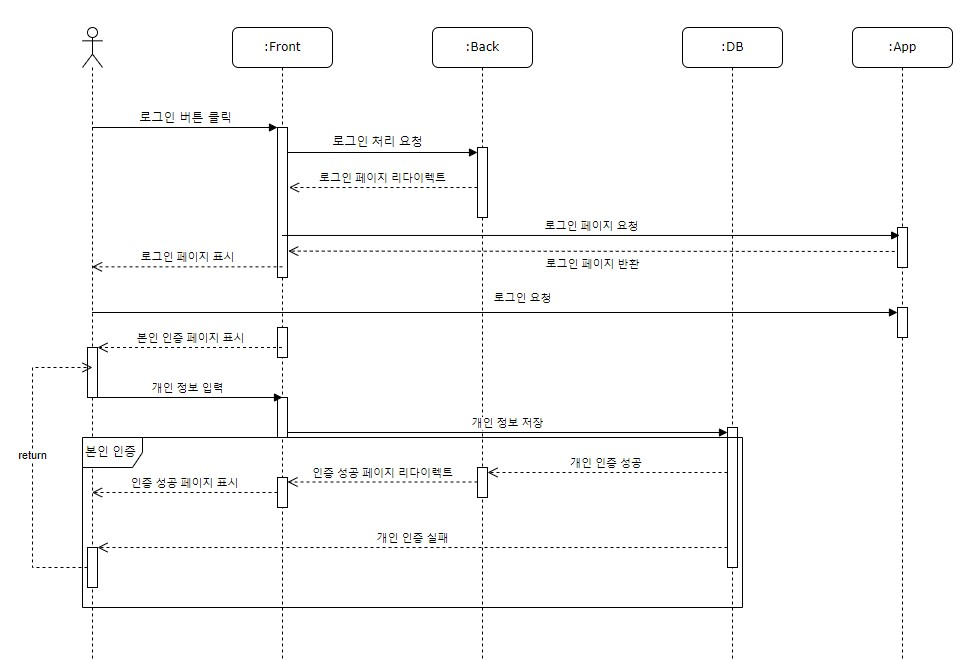 :Front
:Back
:DB
:App
로그인 버튼 클릭
로그인 처리 요청
로그인 페이지 리다이렉트
로그인 페이지 요청
로그인 페이지 표시
로그인 페이지 반환
로그인 요청
본인 인증 페이지 표시
개인 정보 입력
개인 정보 저장
본인 인증
return
개인 인증 성공
인증 성공 페이지 리다이렉트
인증 성공 페이지 표시
개인 인증 실패